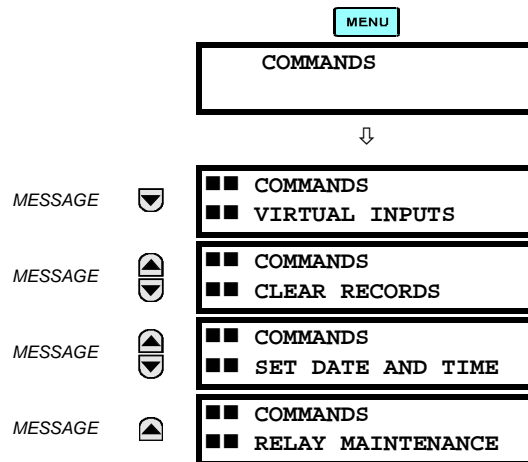 MENU
COMMANDS
⇩
MESSAGE ■■ COMMANDS
■■ VIRTUAL INPUTS
MESSAGE ■■ COMMANDS
■■ CLEAR RECORDS
MESSAGE ■■ COMMANDS
■■ SET DATE AND TIME
MESSAGE ■■ COMMANDS
■■ RELAY MAINTENANCE